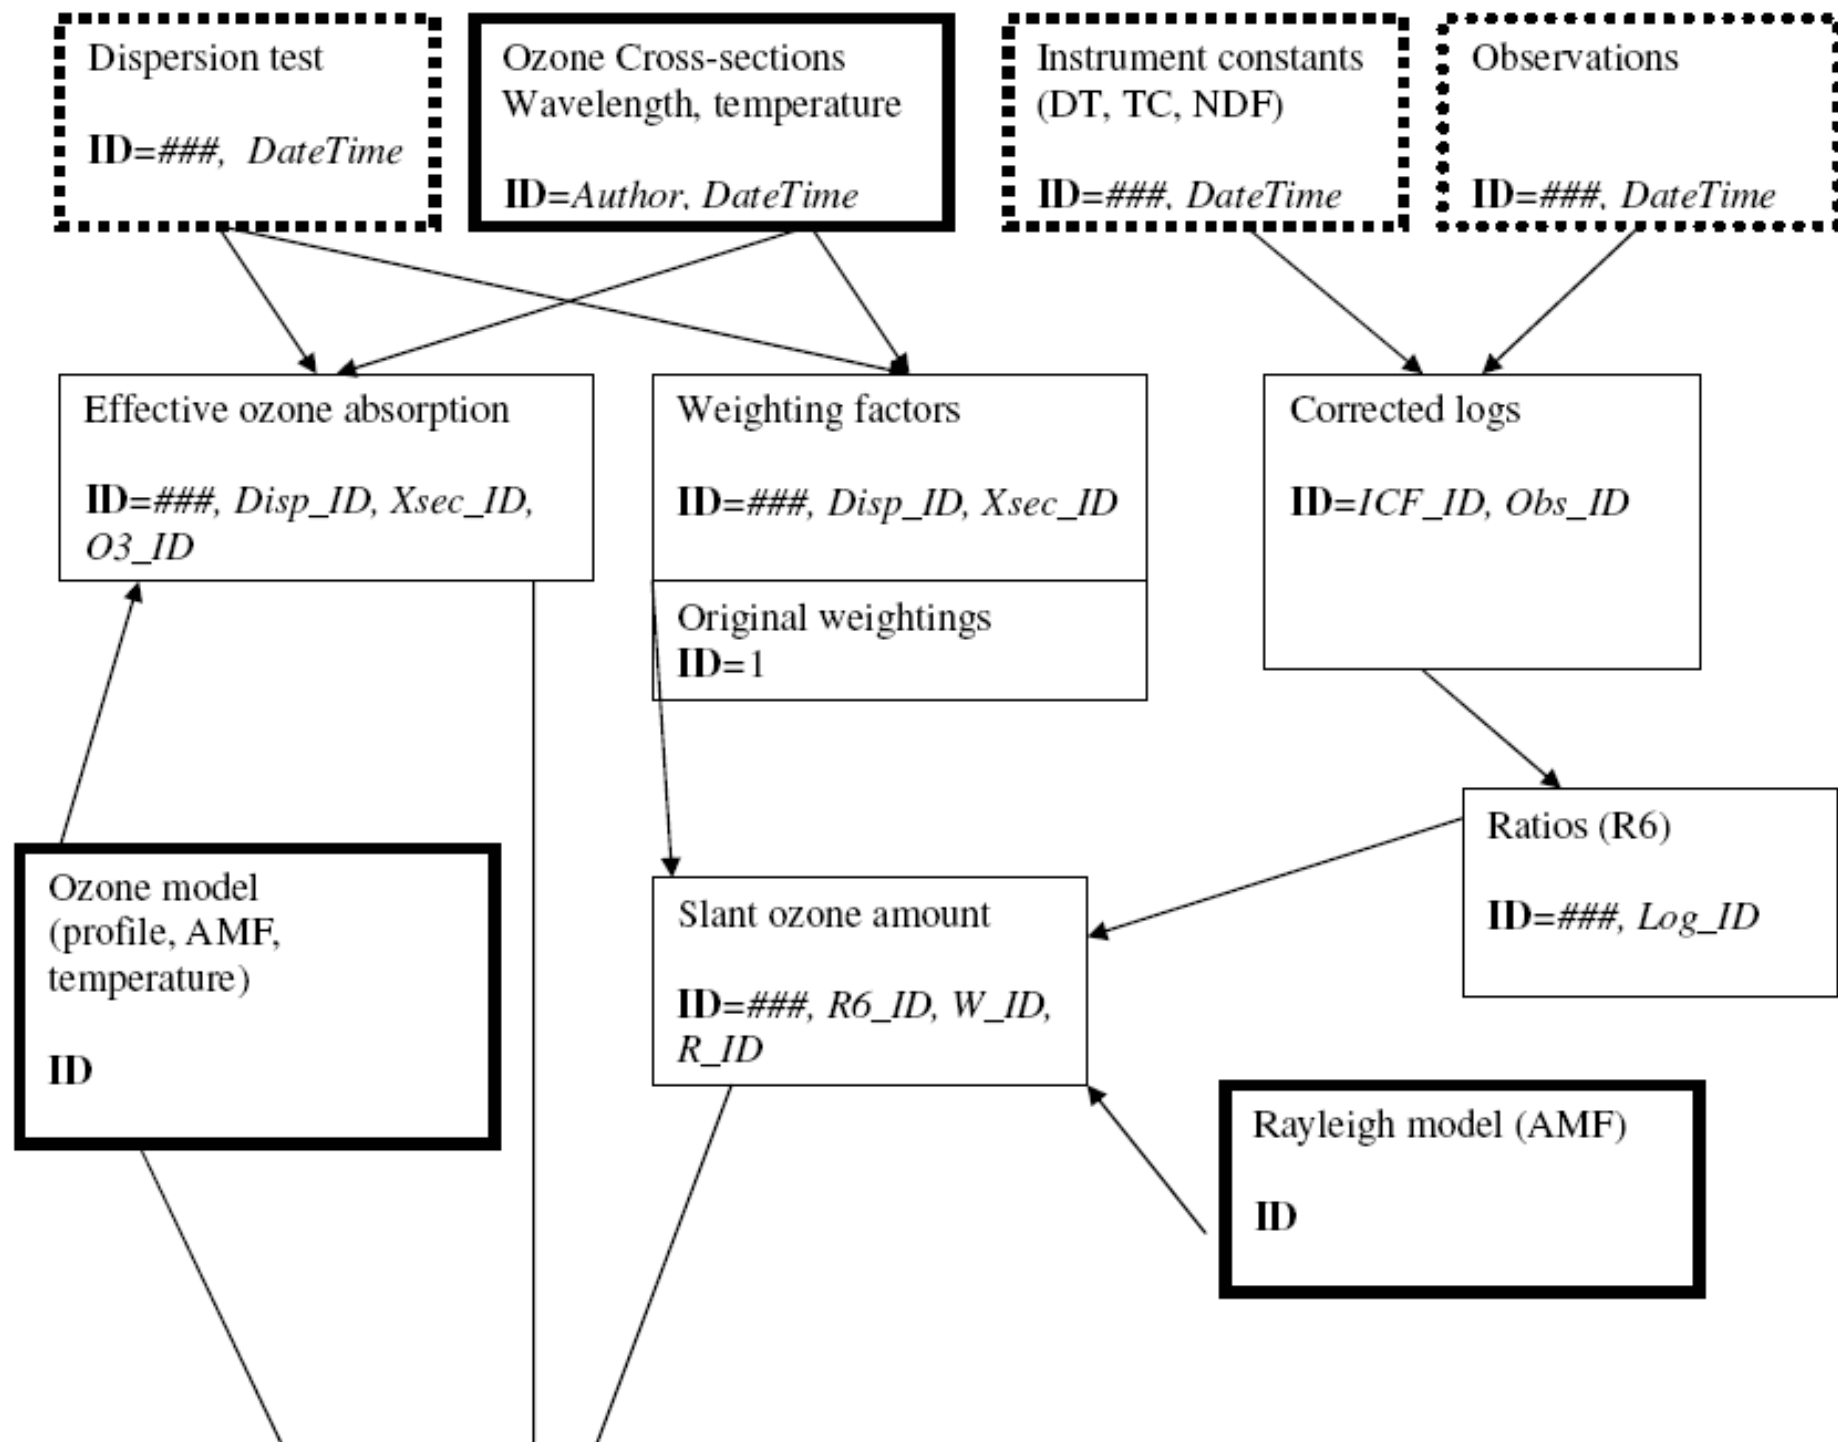 Dispersion test
ID=###, DateTime
Ozone Cross-sections
Wavelength, temperature
ID=Author, DateTime
Instrument constants
(DT, TC, NDF)
ID=###, DateTime
Observations
ID=###, DateTime
Effective ozone absorption
ID=###, Disp_ID, Xsec_ID,
O3_ID
Weighting factors
ID=###, Disp_ID, Xsec_ID
Original weightings
ID=1
Corrected logs
ID=ICF_ID, Obs_ID
Ratios (R6)
ID=###, Log_ID
Ozone model
(profile, AMF,
temperature)
ID
Slant ozone amount
ID=###, R6_ID, W_ID,
R_ID
Rayleigh model (AMF)
ID